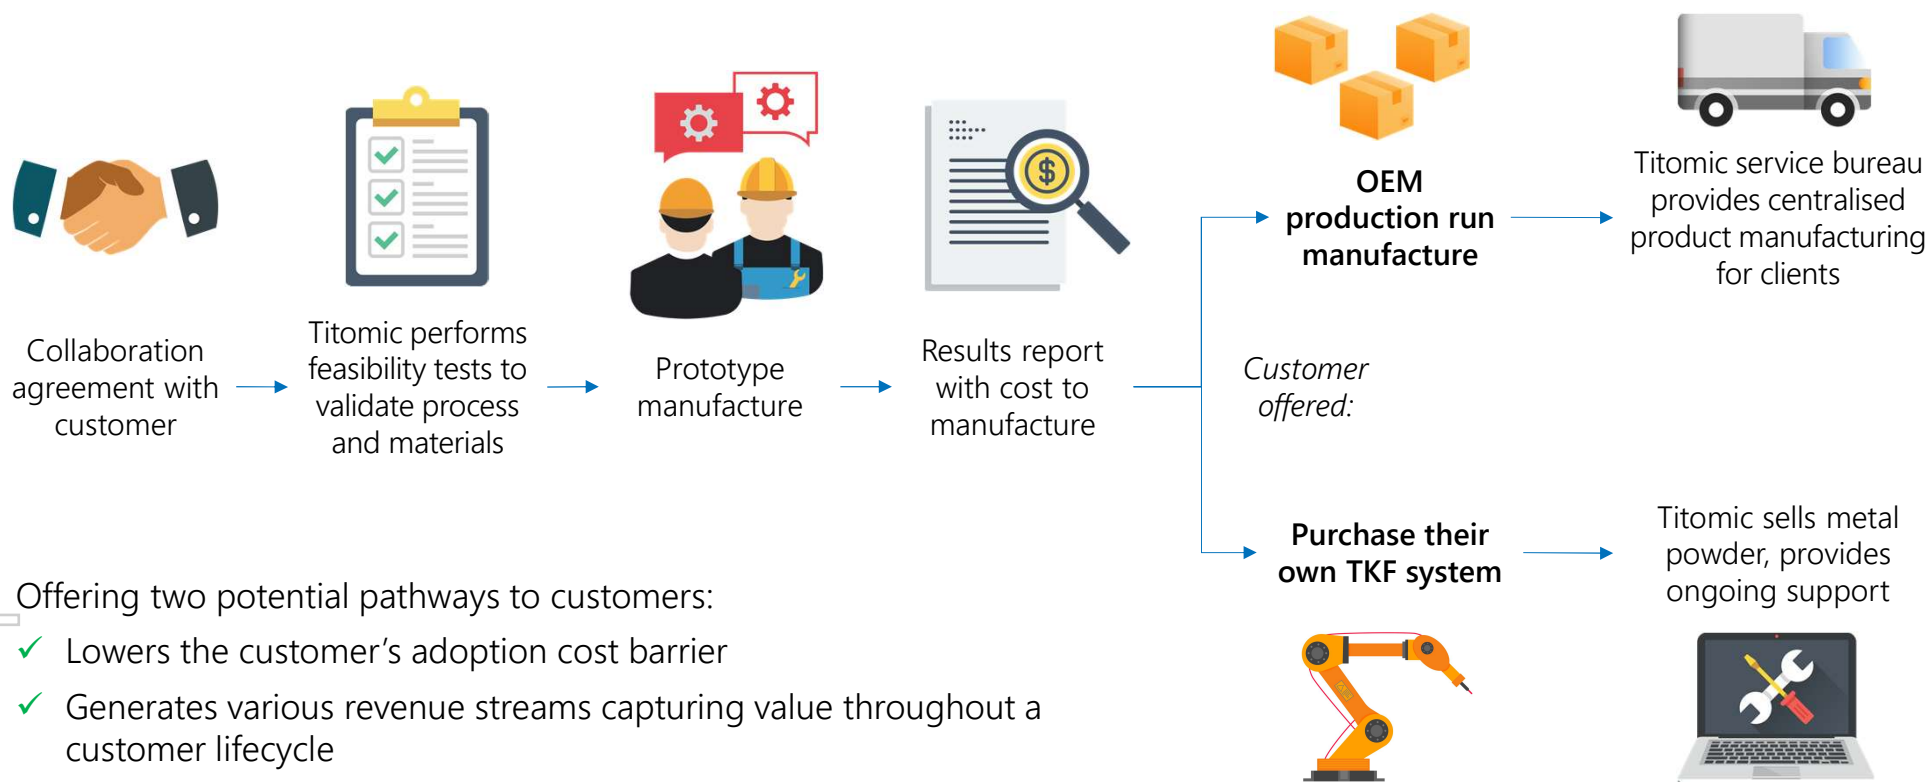 Collaboration
agreement with
customer
Titomic performs
feasibility tests to
validate process
and materials
Prototype
manufacture
Results report
with cost to
manufacture
Customer
offered:
OEM
production run
manufacture
Titomic service bureau
provides centralised
product manufacturing
for clients
Purchase their
own TKF system
Titomic sells metal
powder, provides
ongoing support
Offering two potential pathways to customers:
✓ Lowers the customer’s adoption cost barrier
✓ Generates various revenue streams capturing value throughout a
customer lifecycle